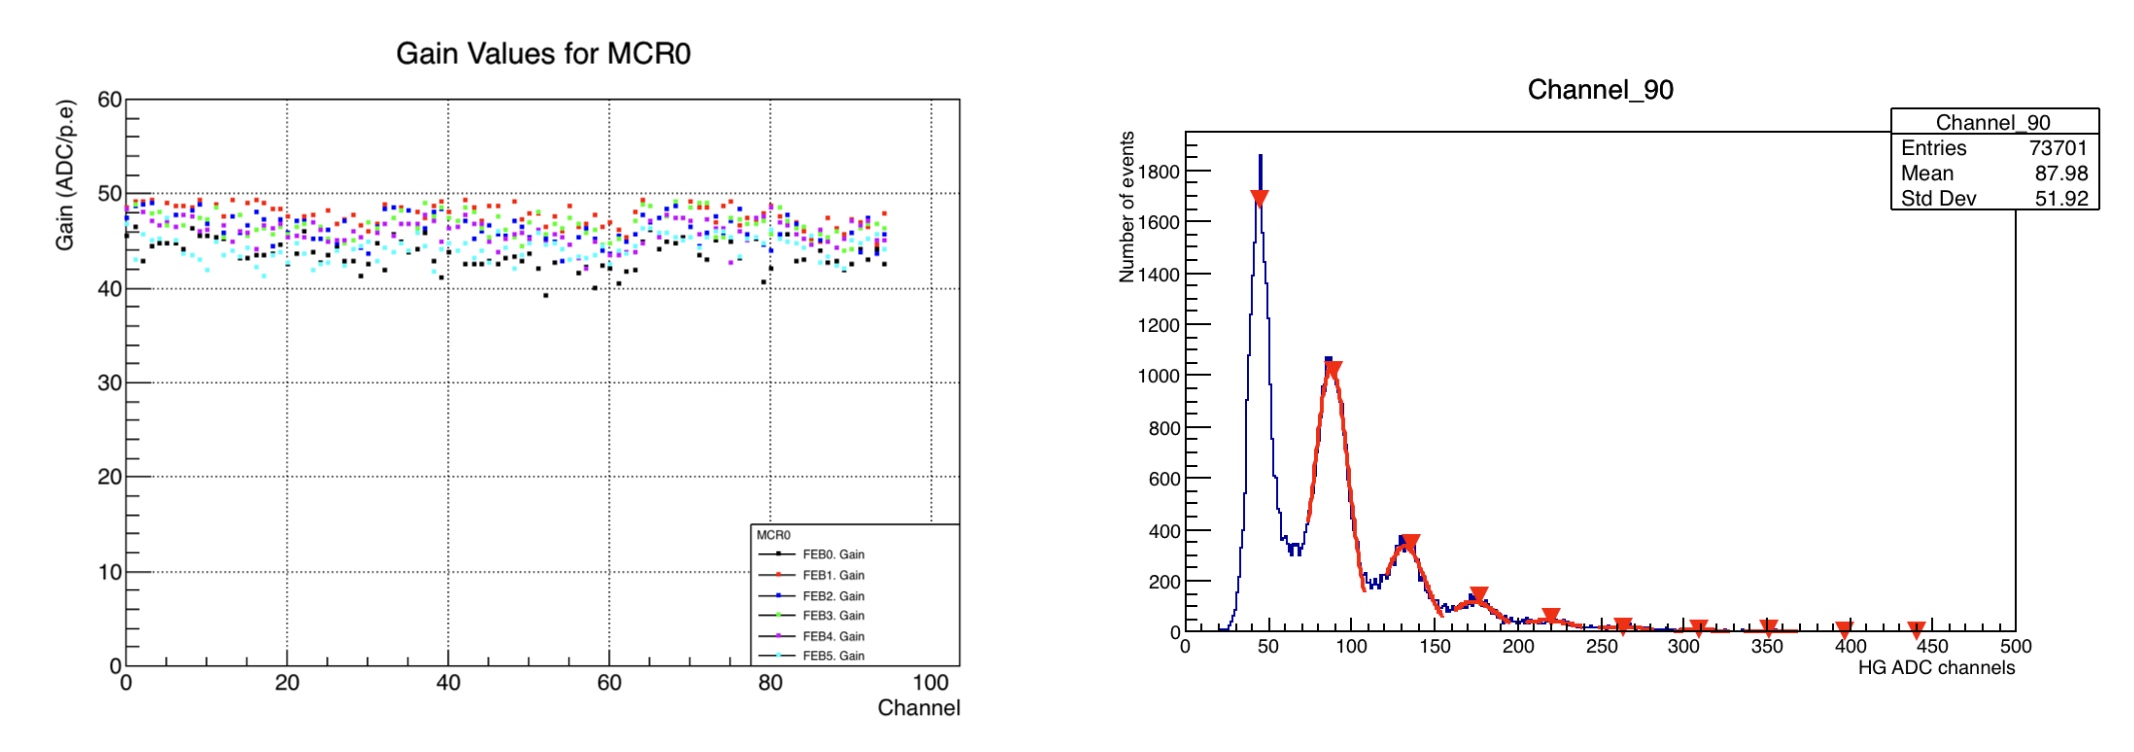 Gain Values for MCR0
Gain (ADC/p.e)
60
50
40
30
20
10
0
0 20 40 60 80 100
Channel
MCR0
FEB0. Gain
FEB1. Gain
FEB2. Gain
FEB3. Gain
FEB4. Gain
FEB5. Gain
Channel_90
Channel_90
Entries 73701
Mean 87.98
Std Dev 51.92
Number of events
1800
1600
1400
1200
1000
800
600
400
200
0
0 50 100 150 200 250 300 350 400 450 500
HG ADC channels